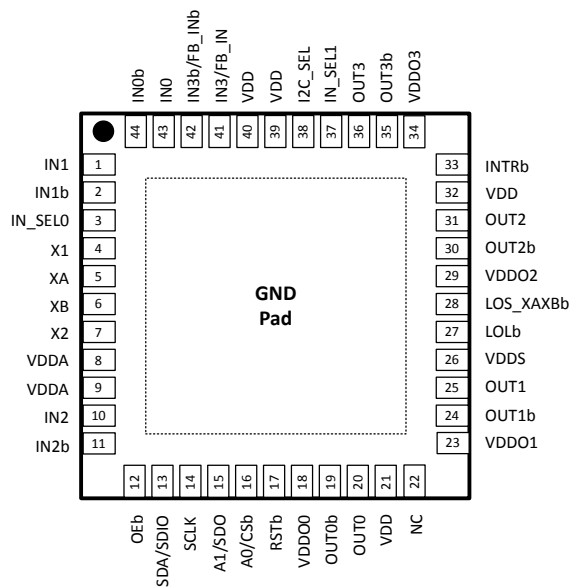 IN0b
IN0
IN3b/FB_INb
IN3/FB_IN
VDD
VDD
I2C_SEL
IN_SEL1
OUT3
OUT3b
VDDO3
44
43
42
41
40
39
38
37
36
35
34
IN1 1
IN1b 2
IN_SEL0 3
X1 4
XA 5
XB 6
X2 7
VDDA 8
VDDA 9
IN2 10
IN2b 11
GND
Pad
33 INTRb
32 VDD
31 OUT2
30 OUT2b
29 VDDO2
28 LOS_XAXBb
27 LOLb
26 VDDS
25 OUT1
24 OUT1b
23 VDDO1
12
13
14
15
16
17
18
19
20
21
22
OEb
SDA/SDIO
SCLK
A1/SDO
A0/CSb
RSTb
VDDO0
OUT0b
OUT0
VDD
NC